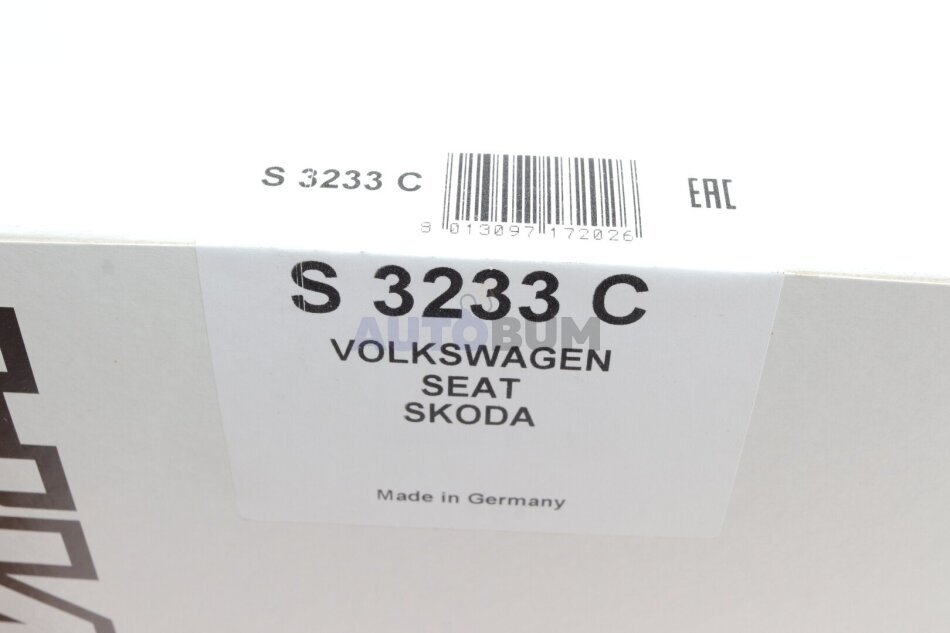 S 3233 C
8 013097 172026
EAC
S 3233 C
AUTOBUM
VOLKSWAGEN
SEAT
SKODA
Made in Germany